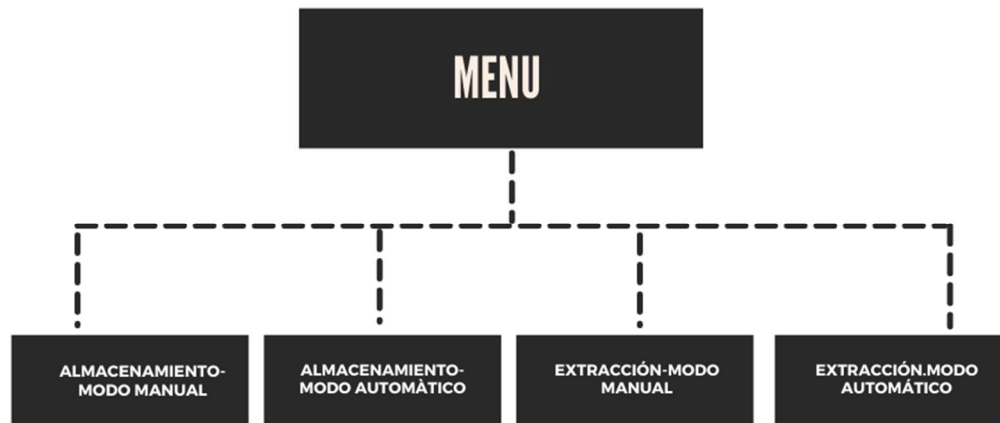 MENU
ALMACENAMIENTO-
MODO MANUAL
ALMACENAMIENTO-
MODO AUTOMÀTICO
EXTRACCIÓN-MODO
MANUAL
EXTRACCIÓN.MODO
AUTOMÁTICO